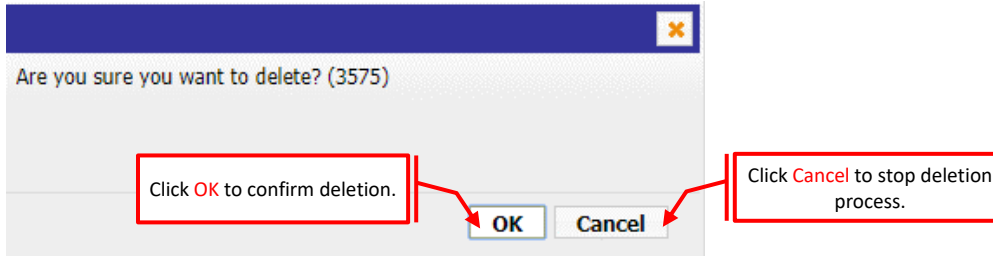 Are you sure you want to delete? (3575)
Click OK to confirm deletion.
Click Cancel to stop deletion
process.
OK Cancel